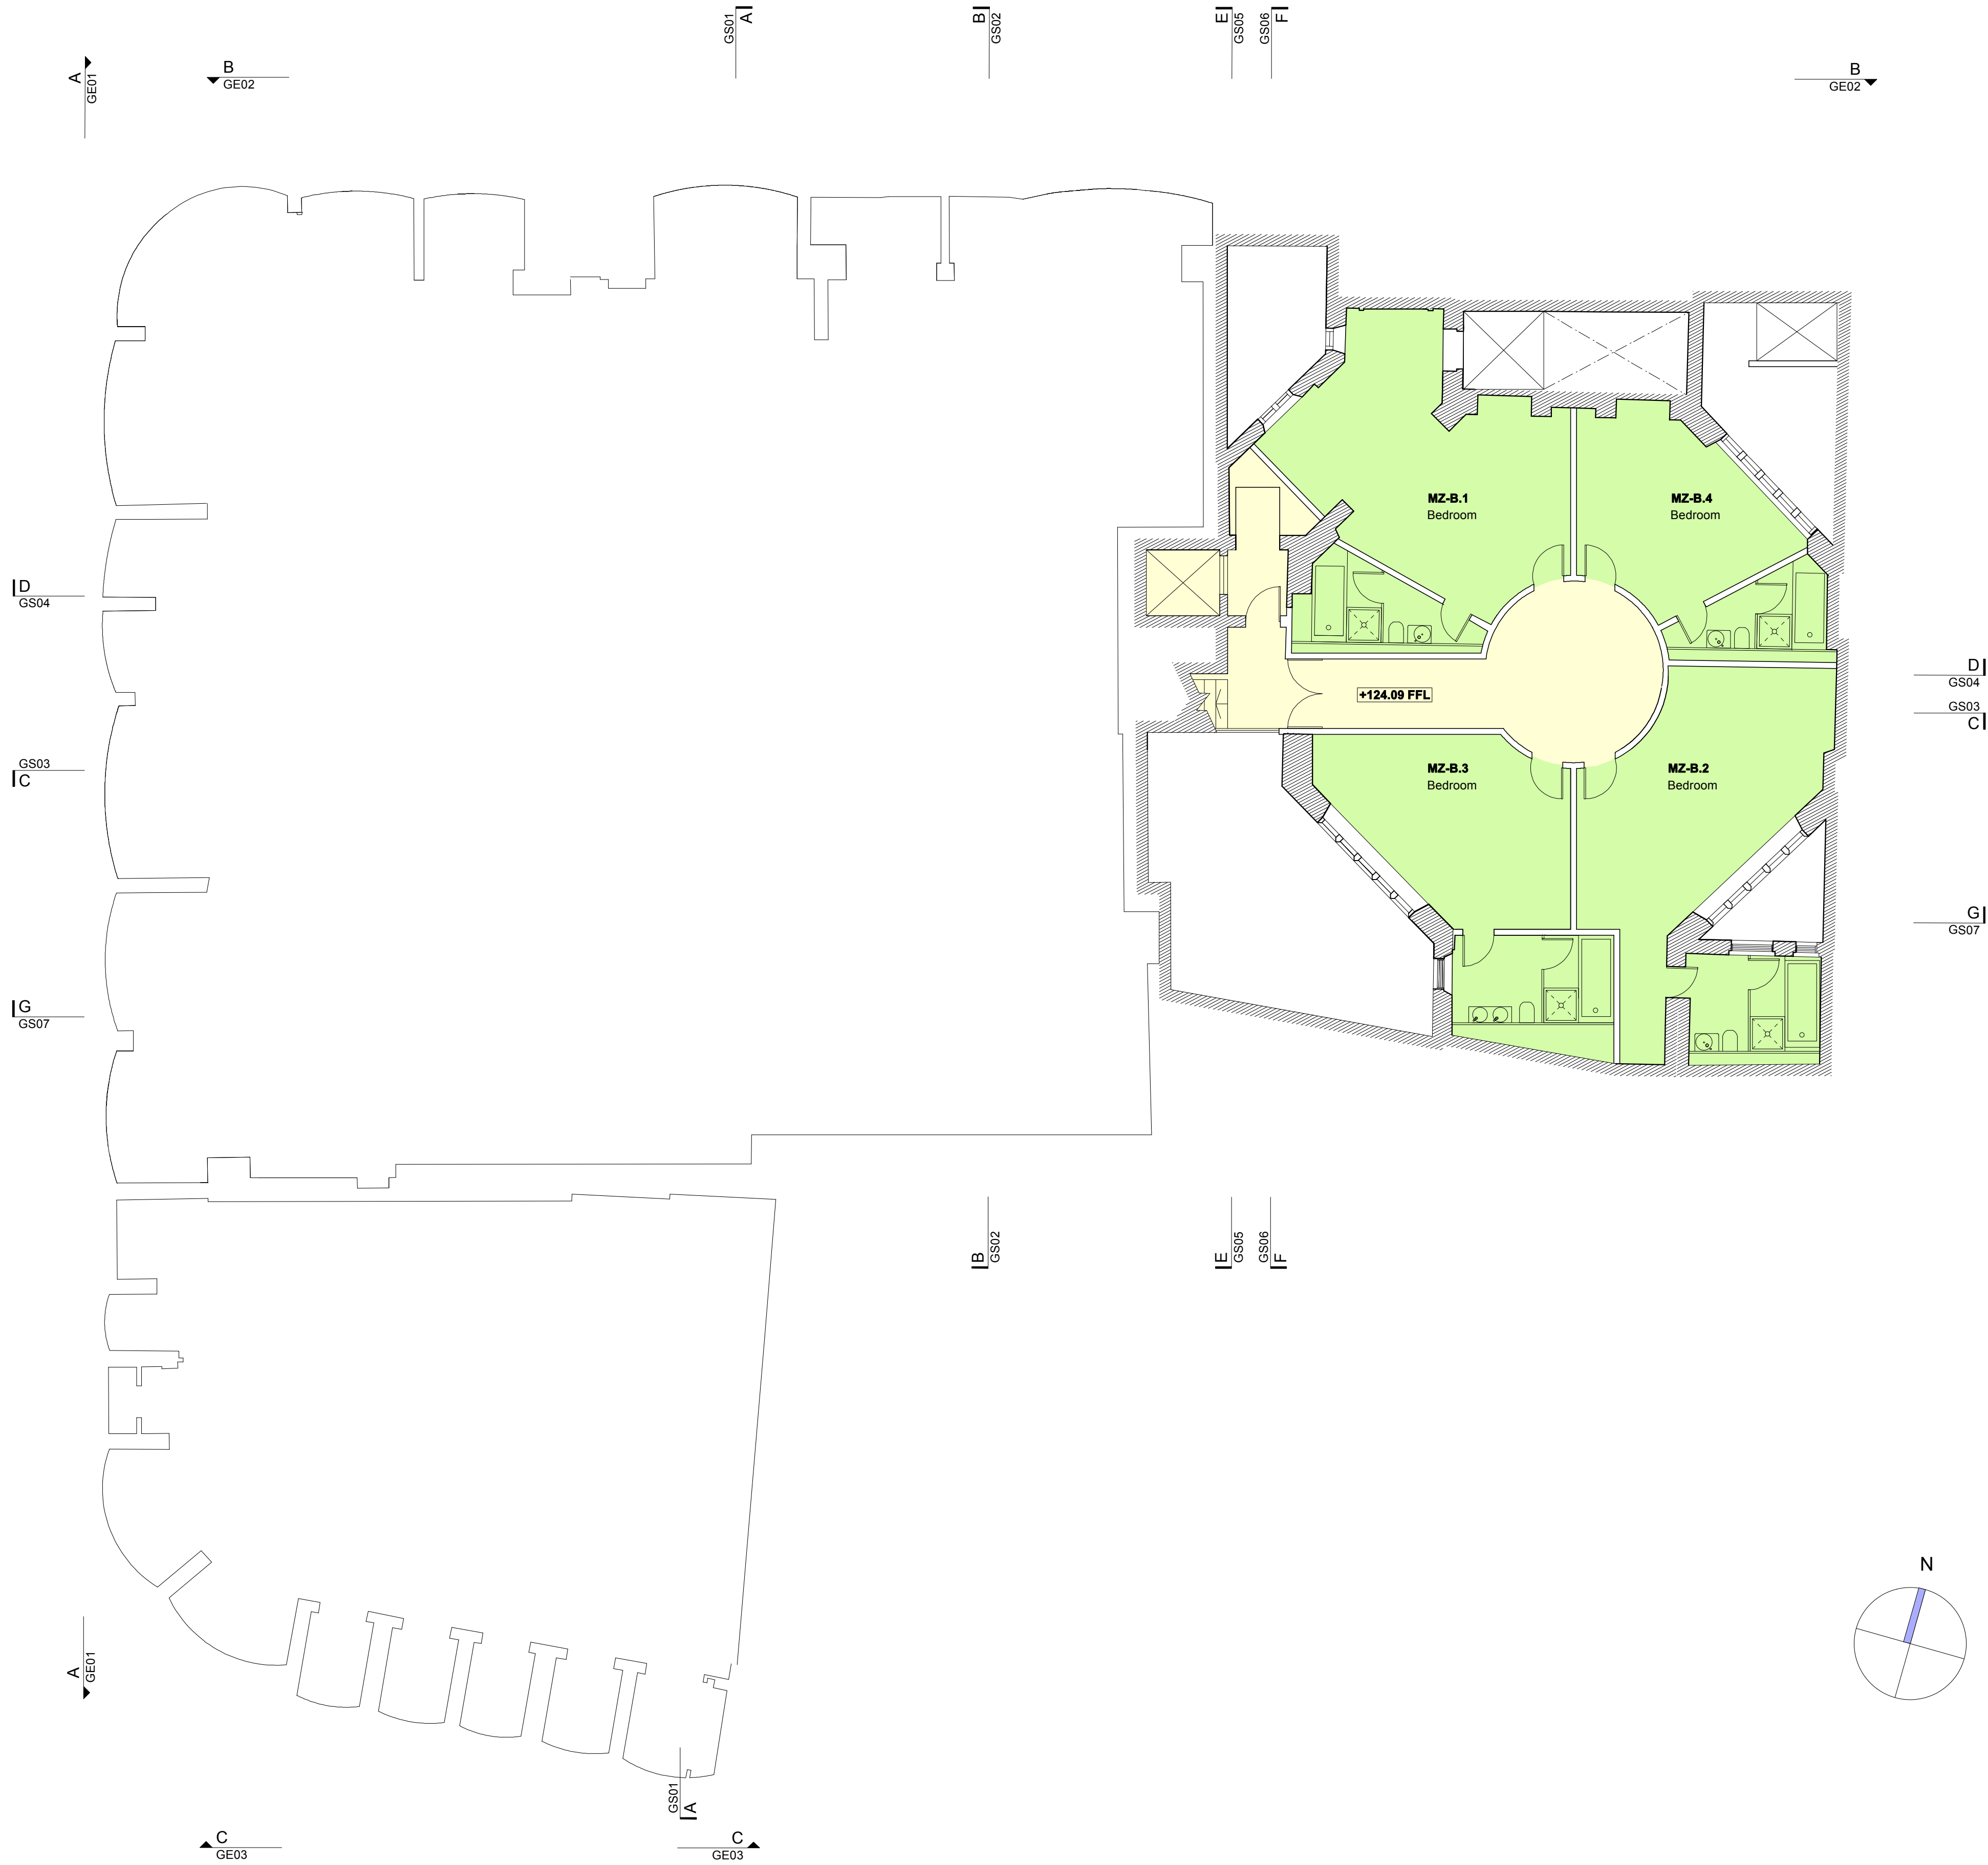 GS01
A
B
GS02
E
GS05
GS06
F
A
GE01
B
GE02
B
GE02
MZ-B.1
Bedroom
MZ-B.4
Bedroom
D
GS04
D
GS04
+124.09 FFL
GS03
C
GS03
C
MZ-B.3
Bedroom
MZ-B.2
Bedroom
G
GS07
G
GS07
B
GS02
E
GS05
GS06
F
N
A
GE01
GS01
A
C
GE03
C
GE03